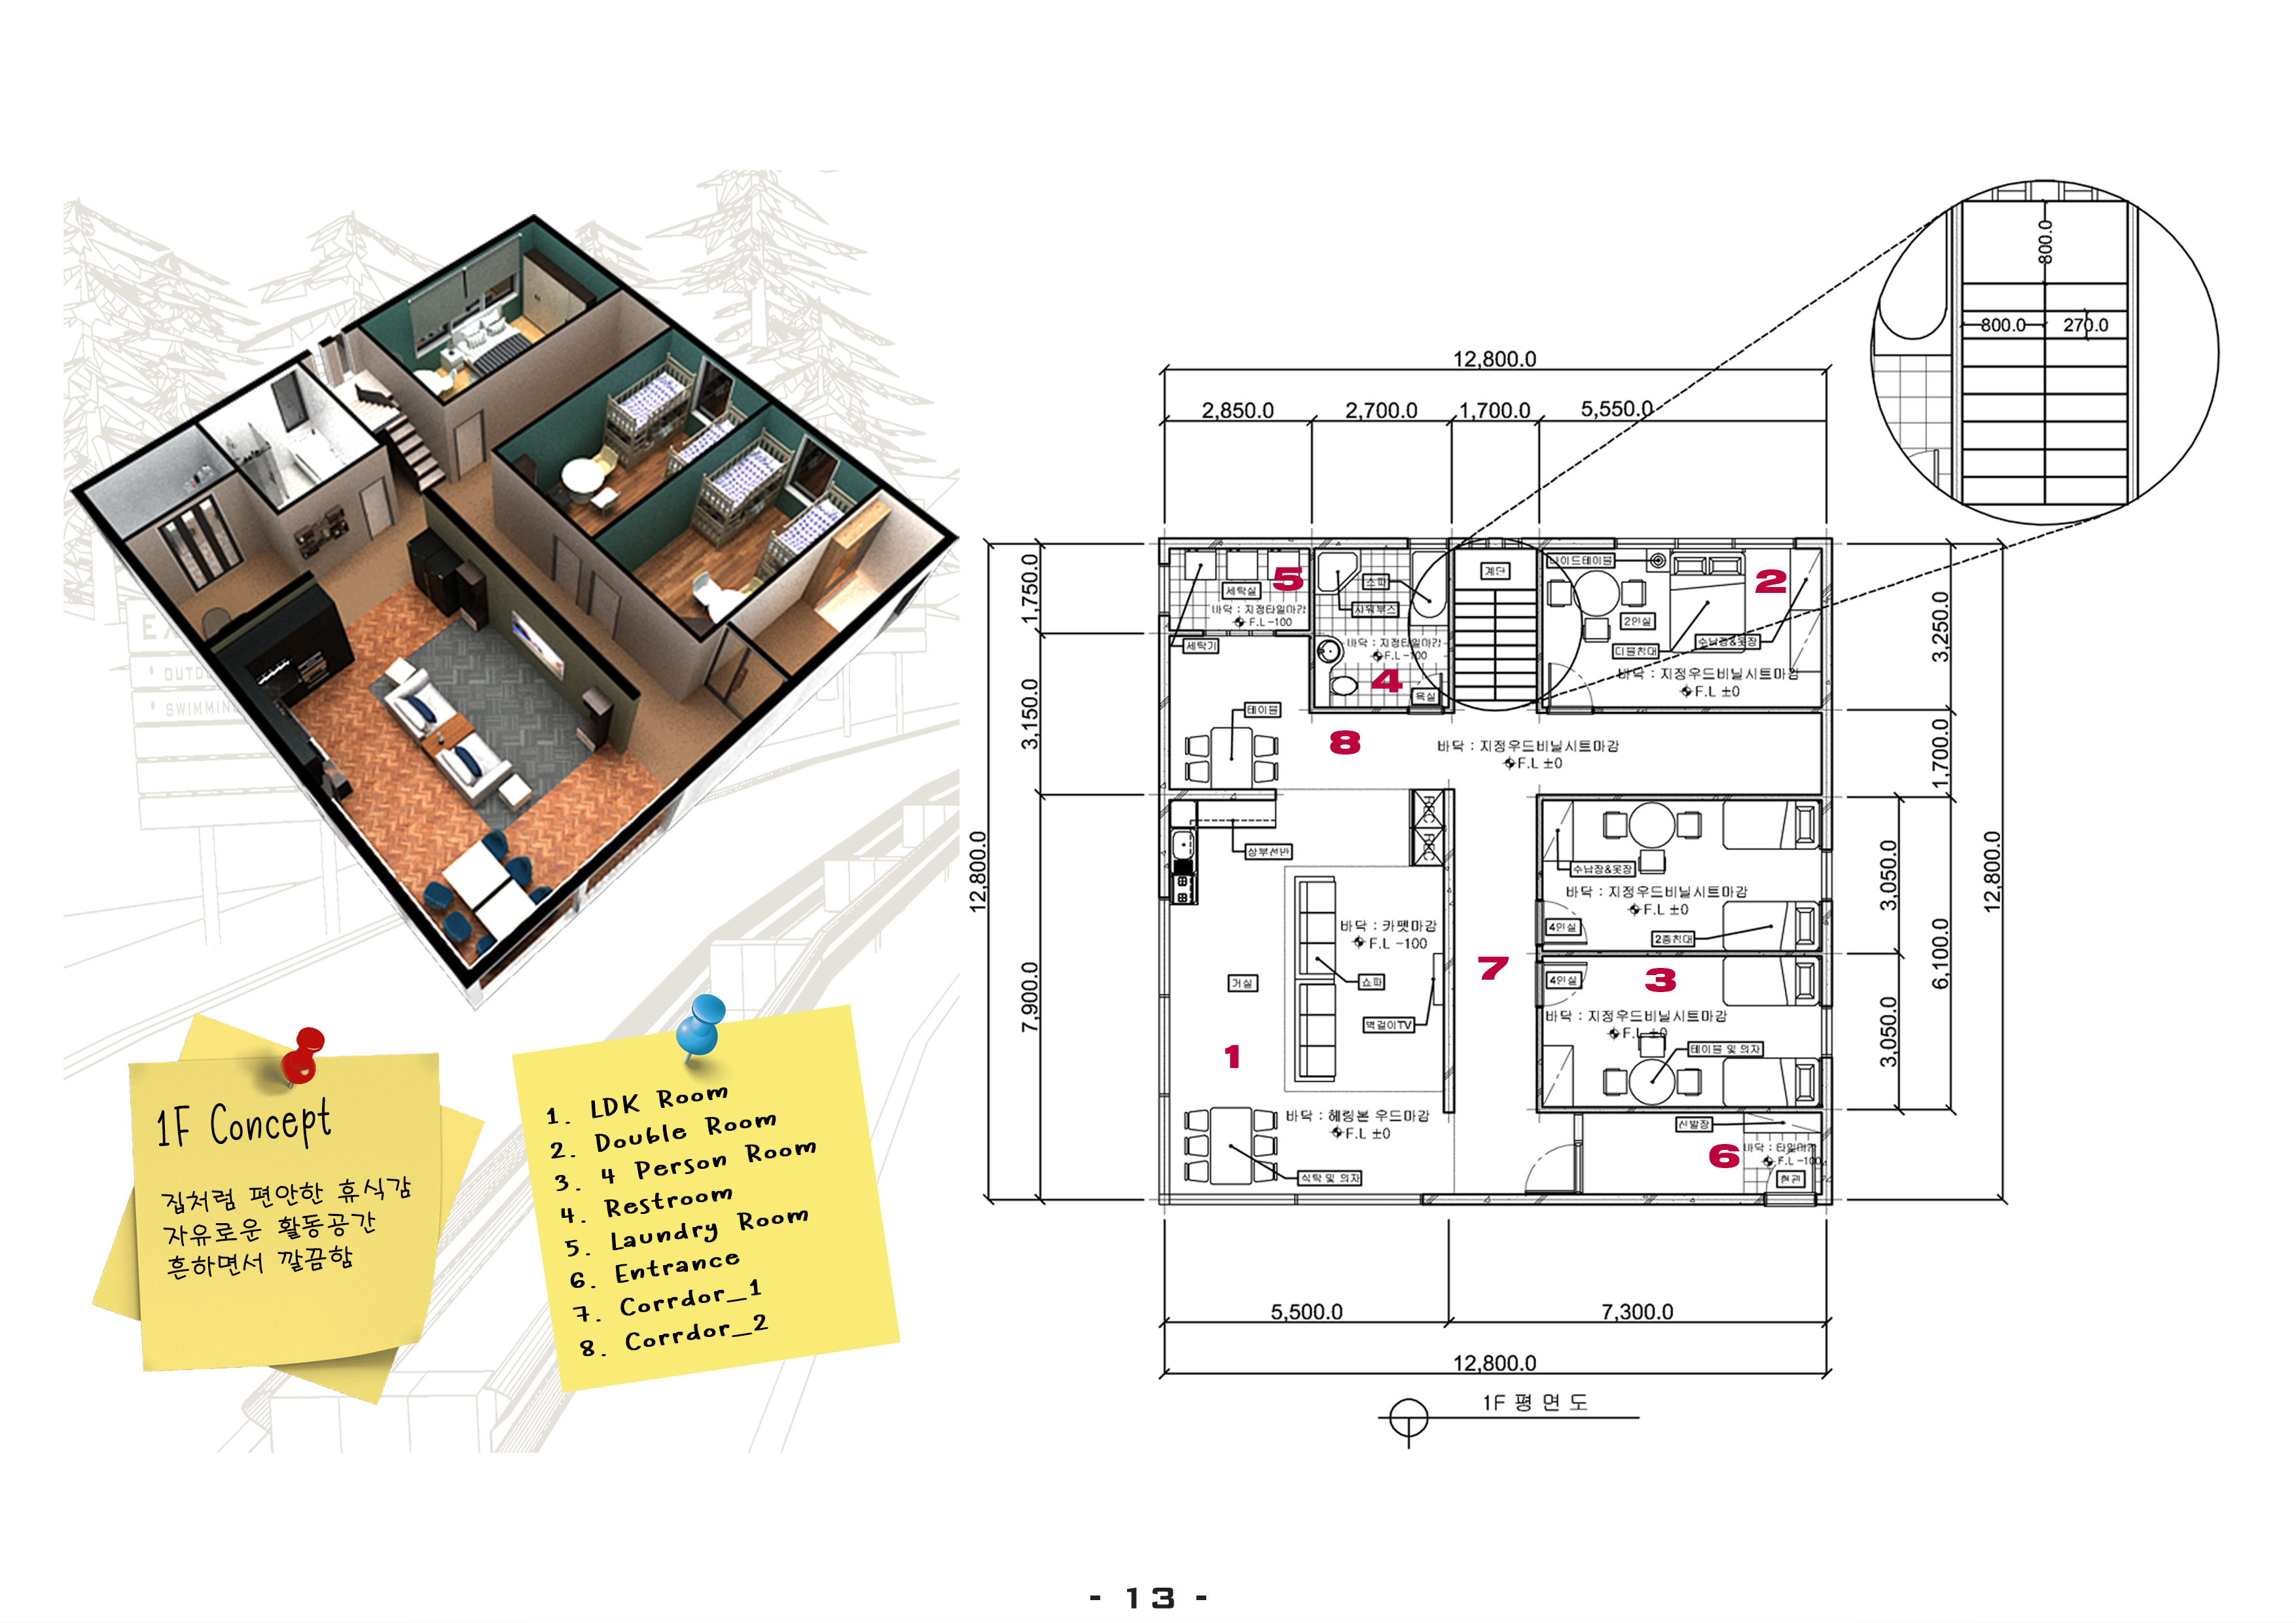 1F Concept
집처럼 편안한 휴식감
자유로운 활동공간
흔하면서 깔끔함
1. LDK Room
2. Double Room
3. 4 Person Room
4. Restroom
5. Laundry Room
6. Entrance
7. Corrdor_1
8. Corrdor_2
EX
OUTD
SWIMMIN
800.0
800.0 270.0
12,800.0
2,850.0 2,700.0 1,700.0 5,550.0
12,800.0
1,750.0
3,150.0
7,900.0
3,250.0
1,700.0
6,100.0
3,050.0
3,050.0
12,800.0
5
세탁실
바닥 : 지정타일마감
F.L -100
세탁기
소파
샤워부스
바닥 : 지정타일마감
F.L -100
4
욕실
계단
사이드테이블
2
2인실
수납장&옷장
더블침대
바닥 : 지정우드비닐시트마감
F.L ±0
테이블
8
바닥 : 지정우드비닐시트마감
F.L ±0
상부선반
REC
REC
바닥 : 카펫마감
F.L -100
거실
쇼파
벽걸이TV
1
바닥 : 헤링본 우드마감
F.L ±0
식탁 및 의자
7
수납장&옷장
바닥 : 지정우드비닐시트마감
F.L ±0
4인실
2층침대
4인실
3
바닥 : 지정우드비닐시트마감
F.L ±0
테이블 및 의자
신발장
6
바닥 : 타일마감
F.L -100
현관
5,500.0 7,300.0
12,800.0
1F 평 면 도
- 13 -